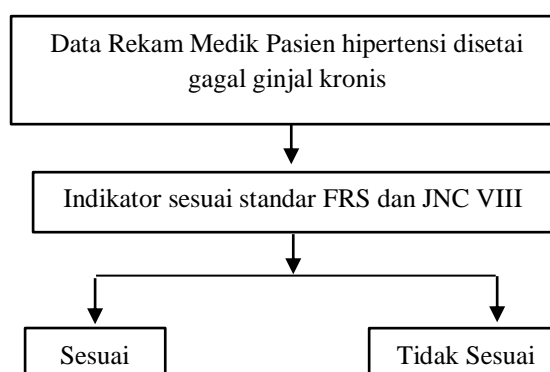 Data Rekam Medik Pasien hipertensi disetai
gagal ginjal kronis
Indikator sesuai standar FRS dan JNC VIII
Sesuai
Tidak Sesuai